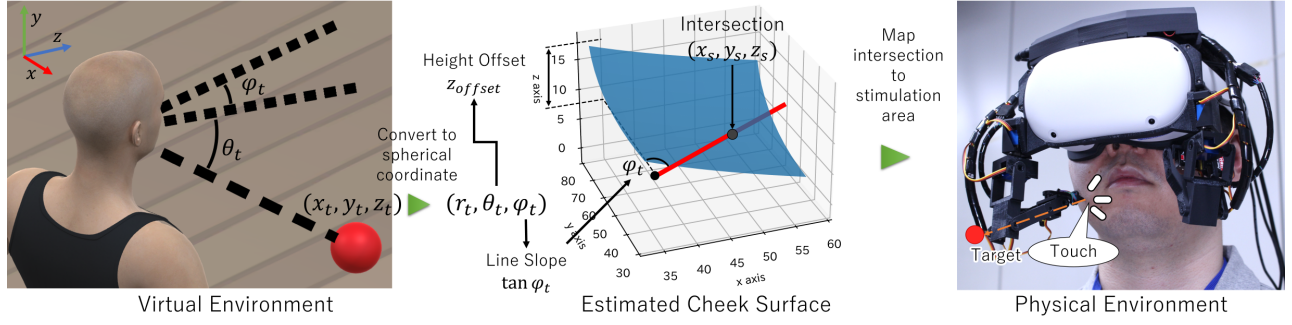 y
z
x
φₜ
θₜ
(xₜ, yₜ, zₜ)
Virtual Environment
Convert to
spherical
coordinate
Height Offset
z_offset
(rₜ, θₜ, φₜ)
Line Slope
tan φₜ
Intersection
(xₛ, yₛ, zₛ)
z axis
15
10
5
0
φₜ
80
70
60
50
40
30
y axis
35
40
45
50
55
60
x axis
Estimated Cheek Surface
Map
intersection
to
stimulation
area
Target
Touch
Physical Environment